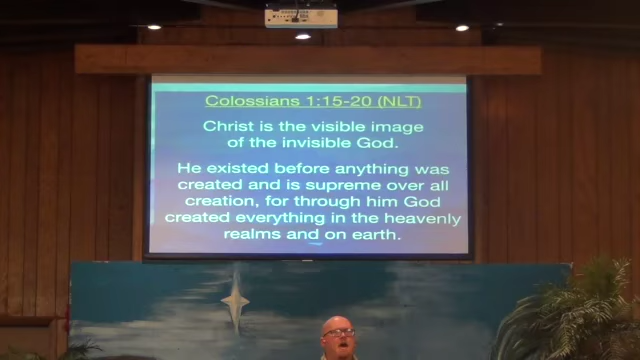 Colossians 1:15-20 (NLT)
Christ is the visible image
of the invisible God.
He existed before anything was
created and is supreme over all
creation, for through him God
created everything in the heavenly
realms and on earth.